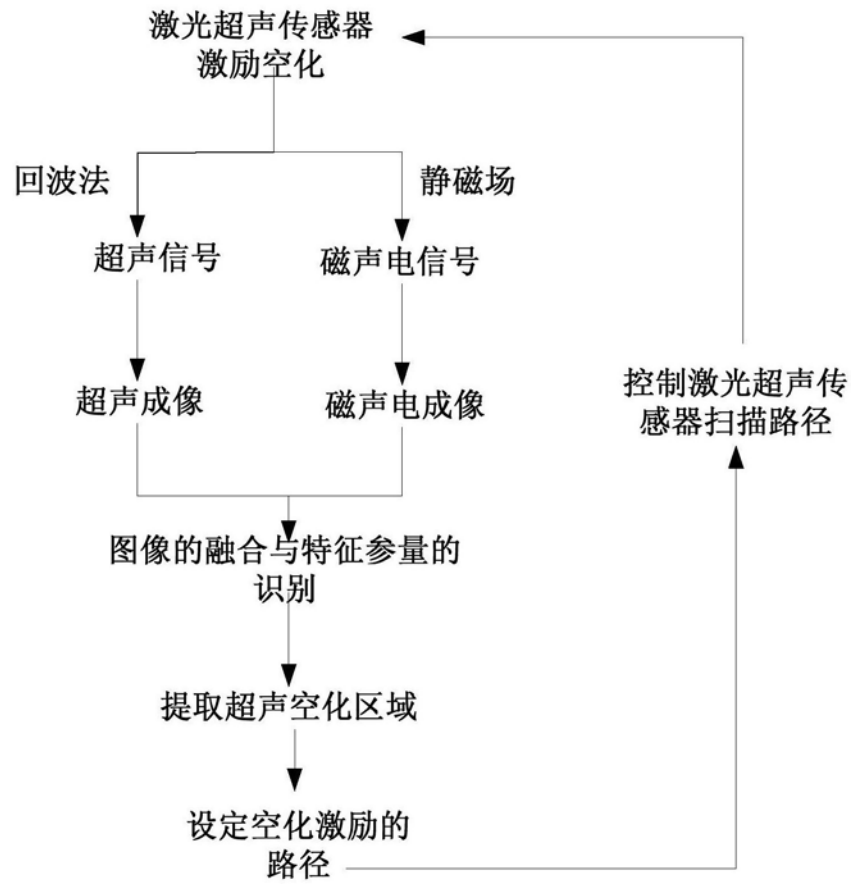 激光超声传感器
激励空化
回波法
静磁场
超声信号
磁声电信号
超声成像
磁声电成像
控制激光超声传
感器扫描路径
图像的融合与特征参量的
识别
提取超声空化区域
设定空化激励的
路径